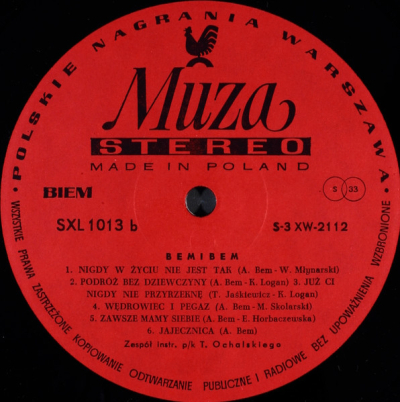 POLSKIE NAGRANIA WARSZAWA
Muza
STEREO
MADE IN POLAND
BIEM
S 33
SXL 1013 b
S-3 XW-2112
BEMIBEM
1. NIGDY W ŻYCIU NIE JEST TAK (A. Bem - W. Młynarski)
2. PODRÓŻ BEZ DZIEWCZYNY (A. Bem - K. Logan) 3. JUŻ CI
NIGDY NIE PRZYRZEKNĘ (T. Jaśkiewicz - K. Logan)
4. WĘDROWIEC I PEGAZ (A. Bem - M. Skolarski)
5. ZAWSZE MAMY SIEBIE (A. Bem - E. Horbaczewska)
6. JAJECZNICA (A. Bem)
Zespół instr. p/k T. Ochalskiego
WSZYSTKIE PRAWA ZASTRZEŻONE KOPIOWANIE ODTWARZANIE PUBLICZNE I RADIOWE BEZ UPOWAŻNIENIA WZBRONIONE